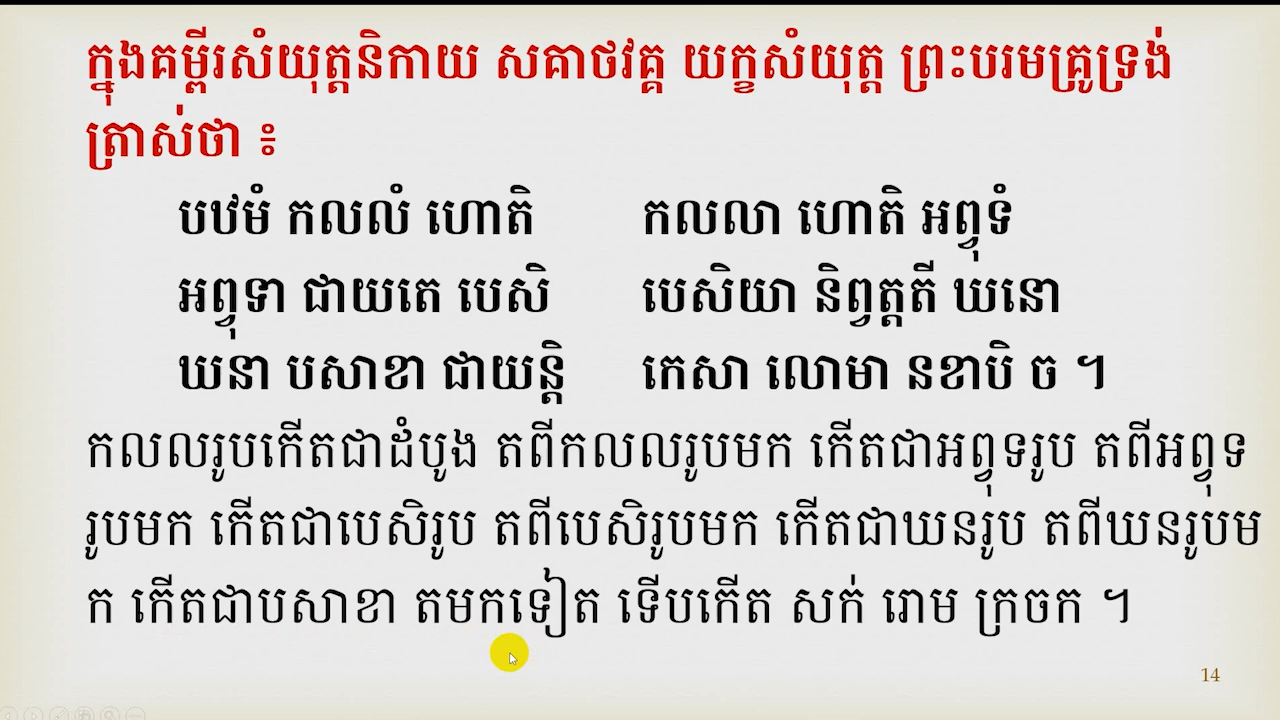 ក្នុងគម្ពីរសំយុត្តនិកាយ សគាថវគ្គ យក្ខសំយុត្ត ព្រះបរមគ្រូទ្រង់
ត្រាស់ថា ៖
បឋមំ កលលំ ហោតិ កលលា ហោតិ អព្វុទំ
អព្វុទា ជាយតេ បេសិ បេសិយា និព្វត្តតី ឃនោ
ឃនា បសាខា ជាយន្តិ កេសា លោមា នខាបិ ច ។
កលលរូបកើតជាដំបូង តពីកលលរូបមក កើតជាអព្វុទរូប តពីអព្វុទ
រូបមក កើតជាបេសិរូប តពីបេសិរូបមក កើតជាឃនរូប តពីឃនរូបម
ក កើតជាបសាខា តមកទៀត ទើបកើត សក់ រោម ក្រចក ។
14